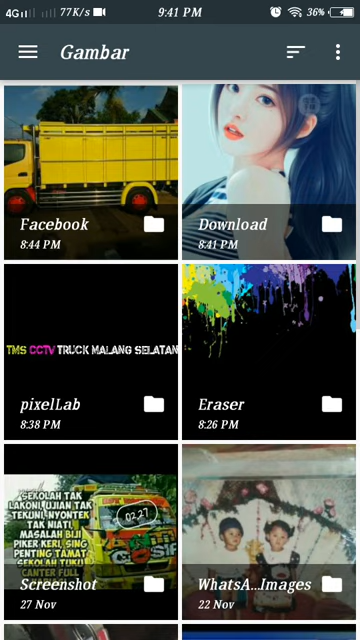 4G 77K/s 9:41 PM 36%
Gambar
Facebook
8:44 PM
Download
8:41 PM
TMS CCTV TRUCK MALANG SELATAN
pixelLab
8:38 PM
Eraser
8:26 PM
SEKOLAH TAK
LAKONI, UJIAN TAK
TEKUNI, NYONTEK
TAK NIATI,
MASALAH BIJI
PIKER KERI, SING
PENTING TAMAT
SEKOLAH TUKU
CANTER FULL
02.27
Screenshot
27 Nov
WhatsA...Images
22 Nov